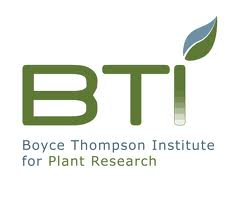 BTI
Boyce Thompson Institute
for Plant Research